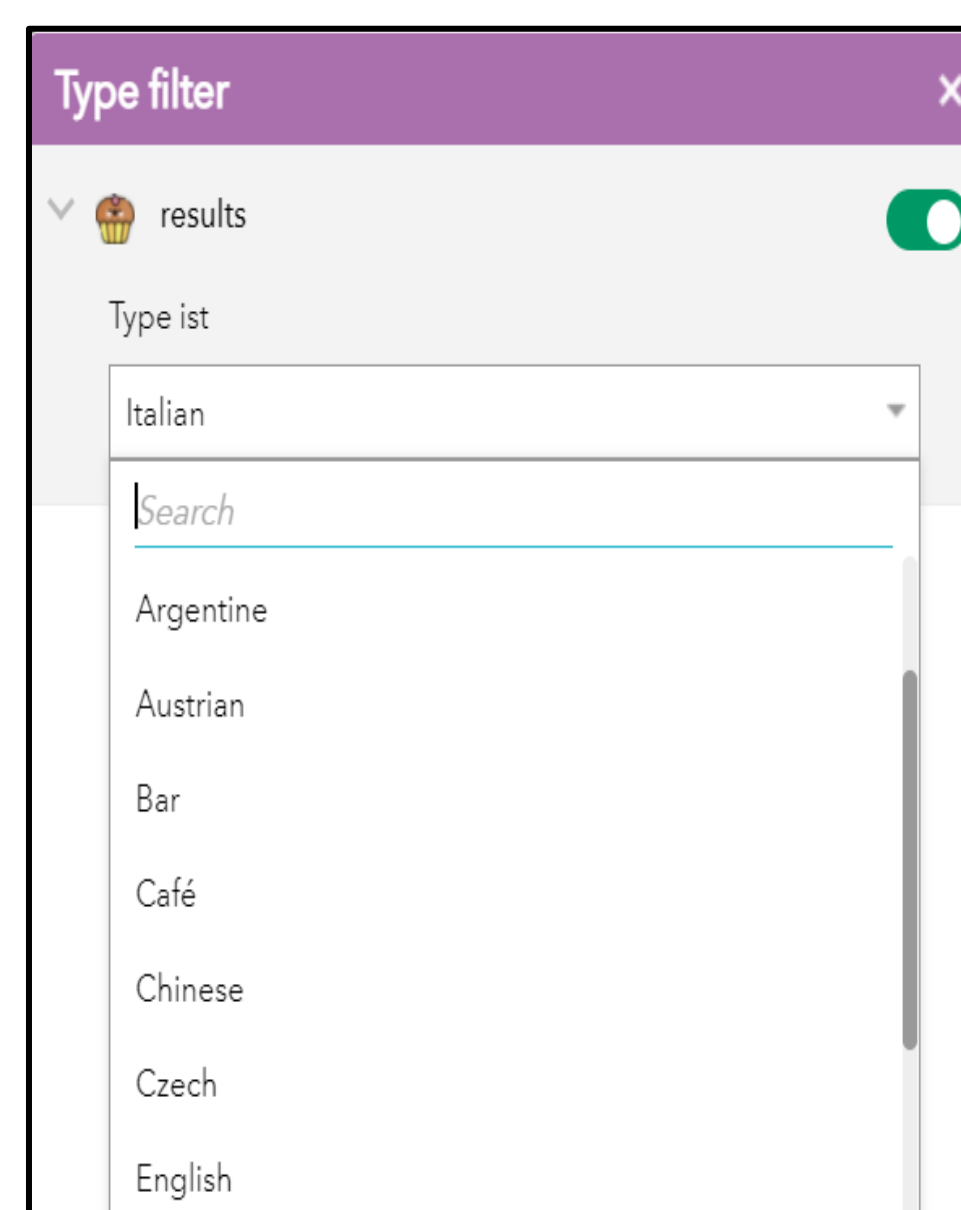 Type filter
results
Type ist
Italian
Search
Argentine
Austrian
Bar
Café
Chinese
Czech
English